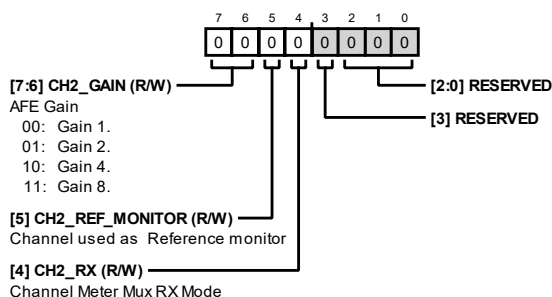 7 6 5 4 3 2 1 0
0 0 0 0 0 0 0 0
[7:6] CH2_GAIN (R/W)
AFE Gain
00: Gain 1.
01: Gain 2.
10: Gain 4.
11: Gain 8.
[5] CH2_REF_MONITOR (R/W)
Channel used as Reference monitor
[4] CH2_RX (R/W)
Channel Meter Mux RX Mode
[2:0] RESERVED
[3] RESERVED